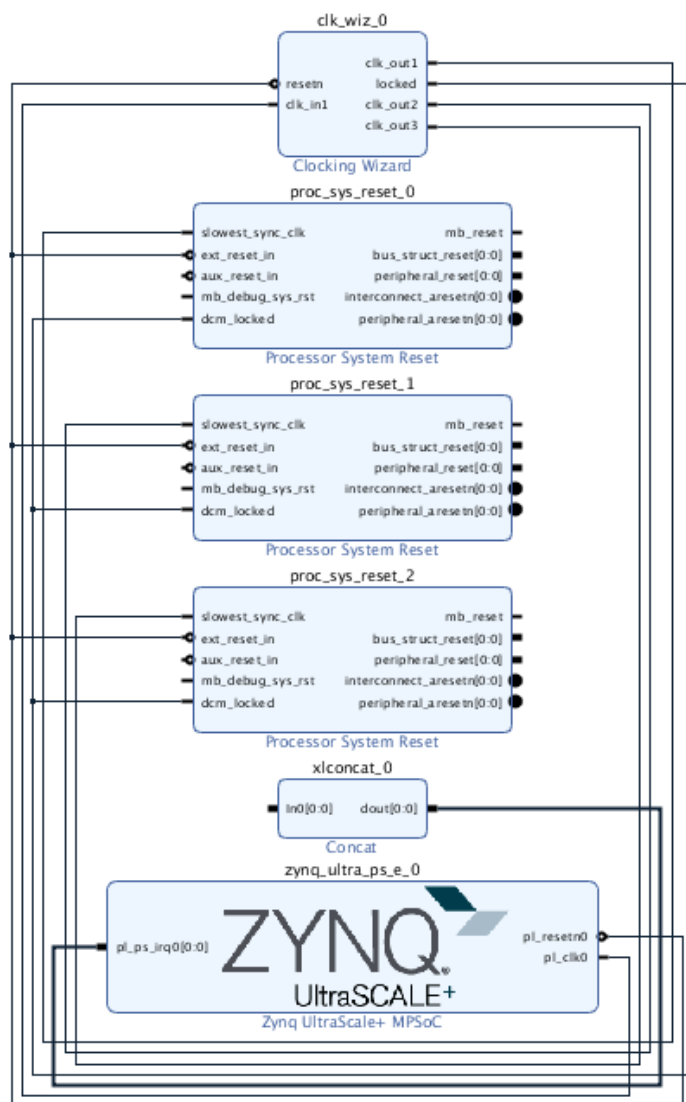 clk_wiz_0
clk_out1
resetn locked
clk_in1 clk_out2
clk_out3
Clocking Wizard
proc_sys_reset_0
slowest_sync_clk mb_reset
ext_reset_in bus_struct_reset[0:0]
aux_reset_in peripheral_reset[0:0]
mb_debug_sys_rst interconnect_aresetn[0:0]
dcm_locked peripheral_aresetn[0:0]
Processor System Reset
proc_sys_reset_1
slowest_sync_clk mb_reset
ext_reset_in bus_struct_reset[0:0]
aux_reset_in peripheral_reset[0:0]
mb_debug_sys_rst interconnect_aresetn[0:0]
dcm_locked peripheral_aresetn[0:0]
Processor System Reset
proc_sys_reset_2
slowest_sync_clk mb_reset
ext_reset_in bus_struct_reset[0:0]
aux_reset_in peripheral_reset[0:0]
mb_debug_sys_rst interconnect_aresetn[0:0]
dcm_locked peripheral_aresetn[0:0]
Processor System Reset
xlconcat_0
In0[0:0] dout[0:0]
Concat
zynq_ultra_ps_e_0
pl_ps_irq0[0:0] ZYNQ. pl_resetn0
pl_clk0
UltraSCALE+
Zynq UltraScale+ MPSoC